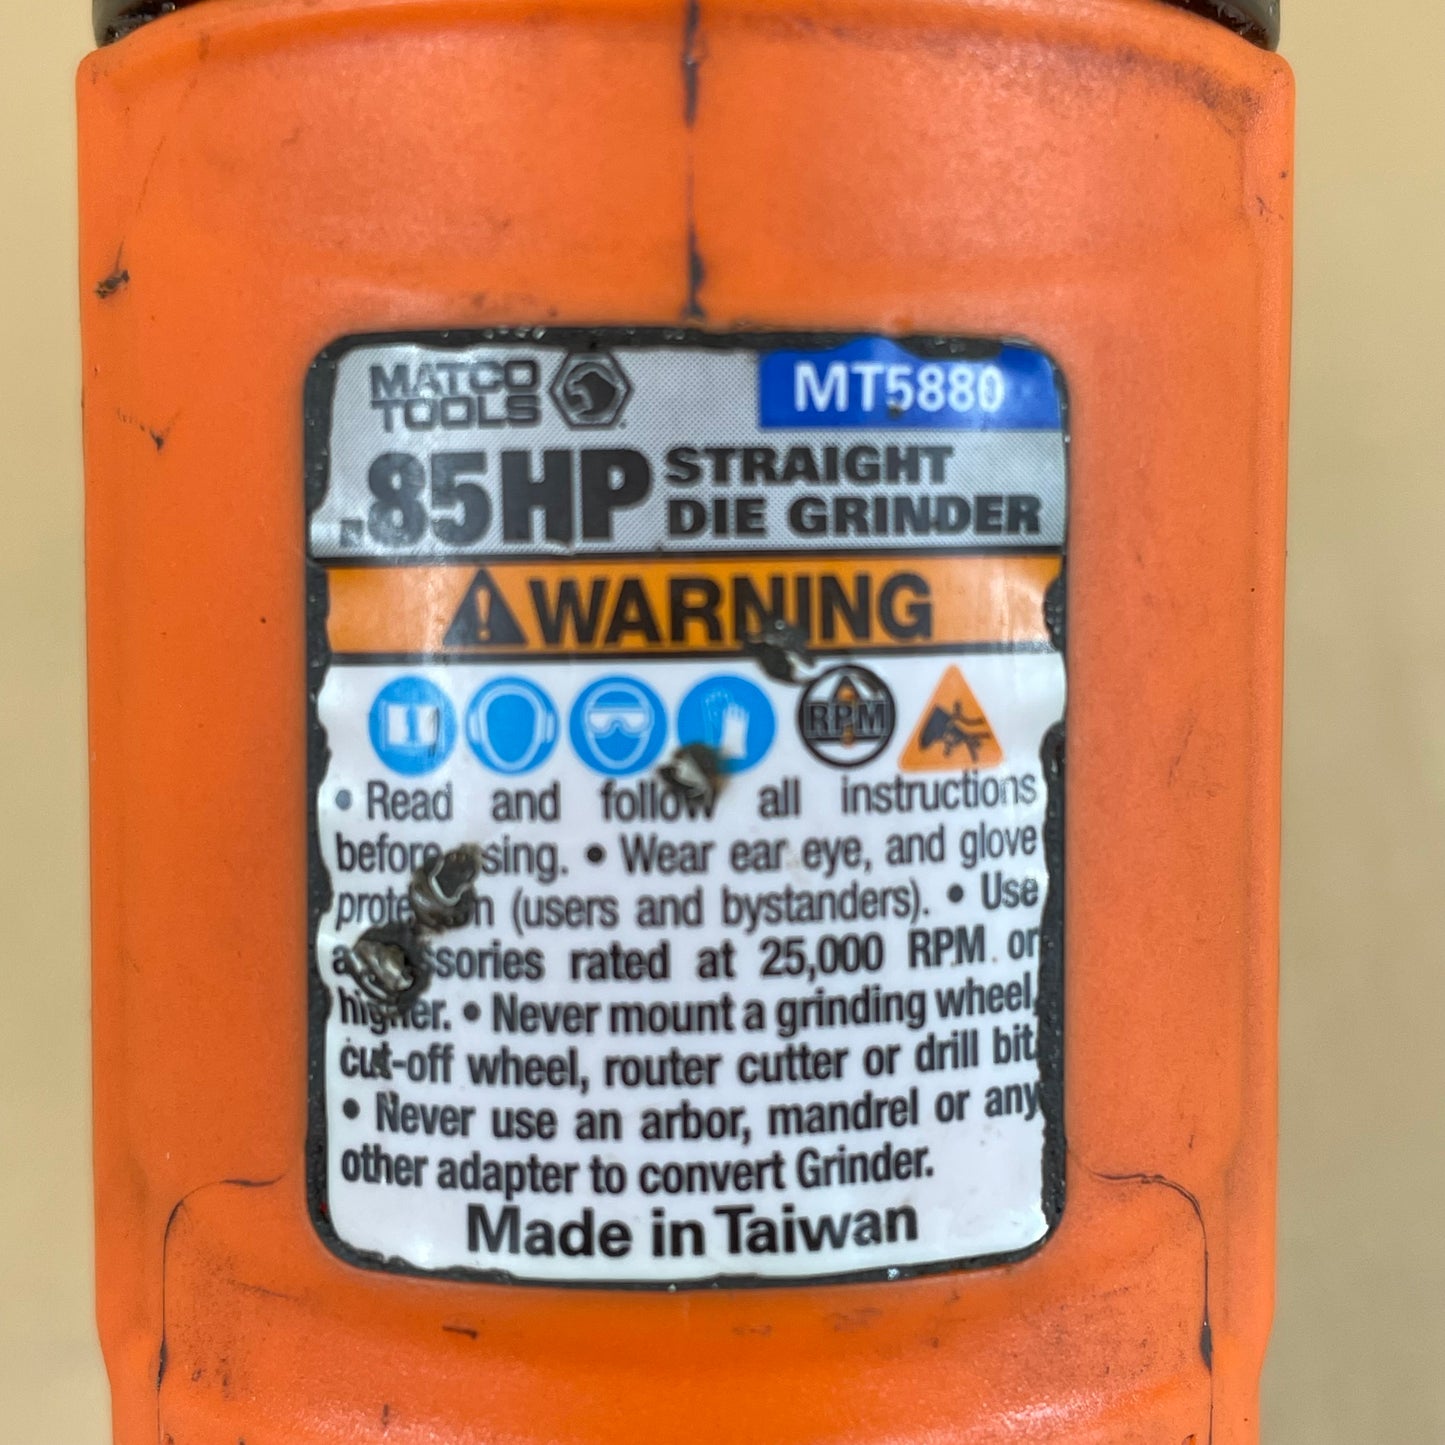 MATCO
TOOLS
MT5880
.85HP STRAIGHT
DIE GRINDER
WARNING
RPM
• Read and follow all instructions
before using. • Wear ear eye, and glove
protection (users and bystanders). • Use
accessories rated at 25,000 RPM or
higher. • Never mount a grinding wheel,
cut-off wheel, router cutter or drill bit.
• Never use an arbor, mandrel or any
other adapter to convert Grinder.
Made in Taiwan